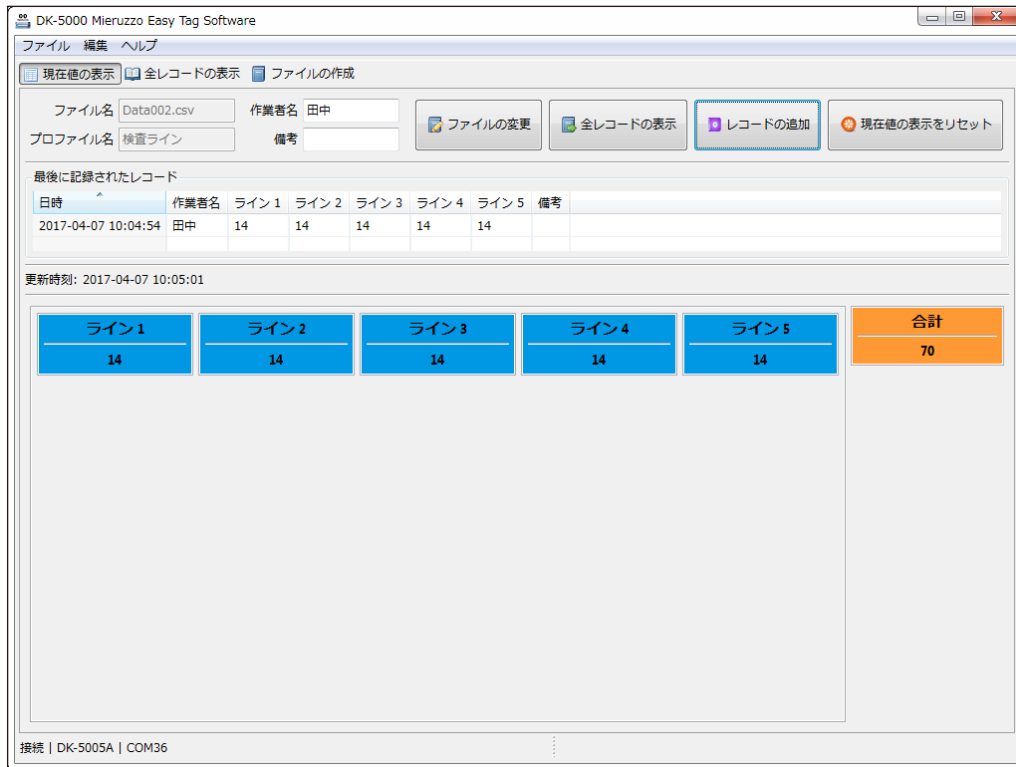 DK-5000 Mieruzzo Easy Tag Software
ファイル 編集 ヘルプ
現在値の表示 全レコードの表示 ファイルの作成
ファイル名 Data002.csv 作業者名 田中
プロファイル名 検査ライン 備考
ファイルの変更 全レコードの表示 レコードの追加 現在値の表示をリセット
最後に記録されたレコード
日時 作業者名 ライン 1 ライン 2 ライン 3 ライン 4 ライン 5 備考
2017-04-07 10:04:54 田中 14 14 14 14 14
更新時刻: 2017-04-07 10:05:01
ライン 1 ライン 2 ライン 3 ライン 4 ライン 5 合計
14 14 14 14 14 70
接続 | DK-5005A | COM36